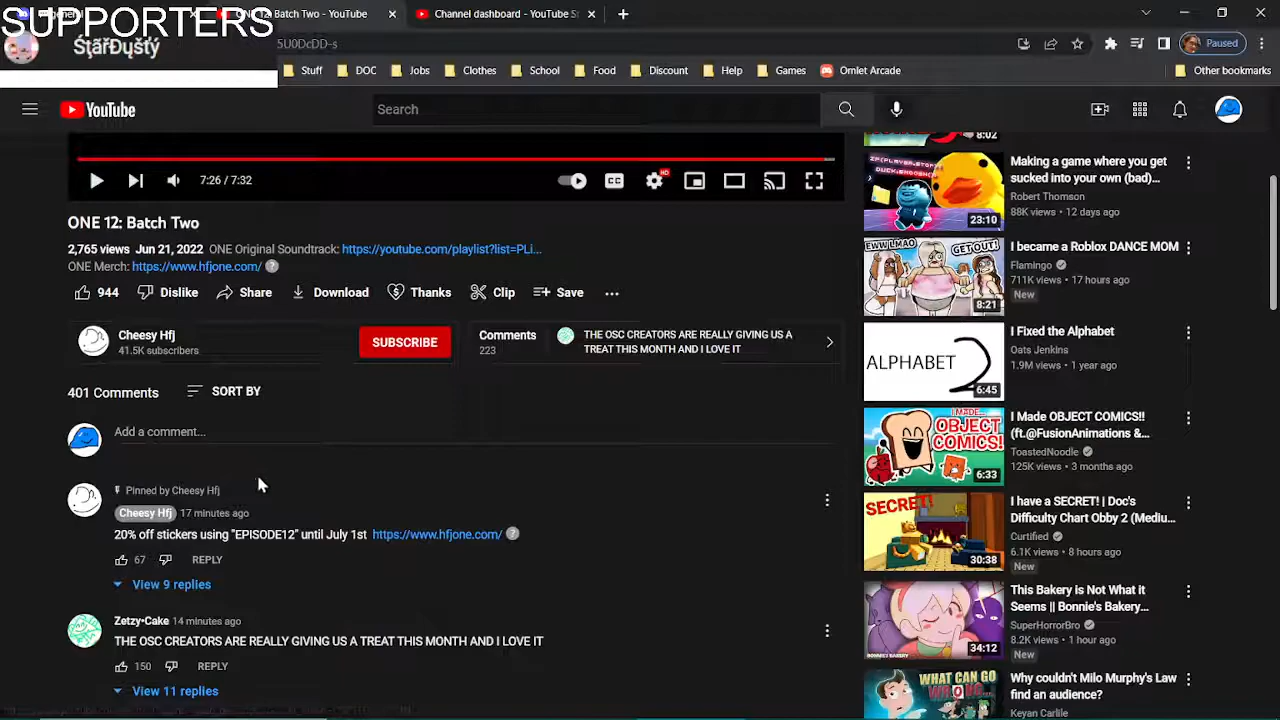 SUPPORTERS
ONE 12: Batch Two - YouTube
Channel dashboard - YouTube St
ŚţãřĐųşťý
5U0DcDD-s
Paused
Stuff
DOC
Jobs
Clothes
School
Food
Discount
Help
Games
Omlet Arcade
Other bookmarks
YouTube
Search
7:26 / 7:32
CC
HD
ONE 12: Batch Two
2,765 views Jun 21, 2022 ONE Original Soundtrack: https://youtube.com/playlist?list=PLi...
ONE Merch: https://www.hfjone.com/ ?
944
Dislike
Share
Download
Thanks
Clip
Save
Cheesy Hfj
41.5K subscribers
SUBSCRIBE
Comments
223
THE OSC CREATORS ARE REALLY GIVING US A
TREAT THIS MONTH AND I LOVE IT
401 Comments
SORT BY
Add a comment...
Pinned by Cheesy Hfj
Cheesy Hfj 17 minutes ago
20% off stickers using "EPISODE12" until July 1st https://www.hfjone.com/ ?
67
REPLY
View 9 replies
Zetzy•Cake 14 minutes ago
THE OSC CREATORS ARE REALLY GIVING US A TREAT THIS MONTH AND I LOVE IT
150
REPLY
View 11 replies
8:02
23:10
Making a game where you get
sucked into your own (bad)...
Robert Thomson
88K views • 12 days ago
EWW LMAO
GET OUT!
8:21
I became a Roblox DANCE MOM
Flamingo
711K views • 17 hours ago
New
ALPHABET 2
6:45
I Fixed the Alphabet
Oats Jenkins
1.9M views • 1 year ago
I MADE...
OBJECT
COMICS!
6:33
I Made OBJECT COMICS!!
(ft.@FusionAnimations &...
ToastedNoodle
125K views • 3 months ago
SECRET!
30:38
I have a SECRET! | Doc's
Difficulty Chart Obby 2 (Mediu...
Curtified
6.1K views • 8 hours ago
New
34:12
This Bakery is Not What it
Seems || Bonnie's Bakery...
SuperHorrorBro
8.2K views • 1 hour ago
New
WHAT CAN GO
WRONG...
Why couldn't Milo Murphy's Law
find an audience?
Keyan Carlile